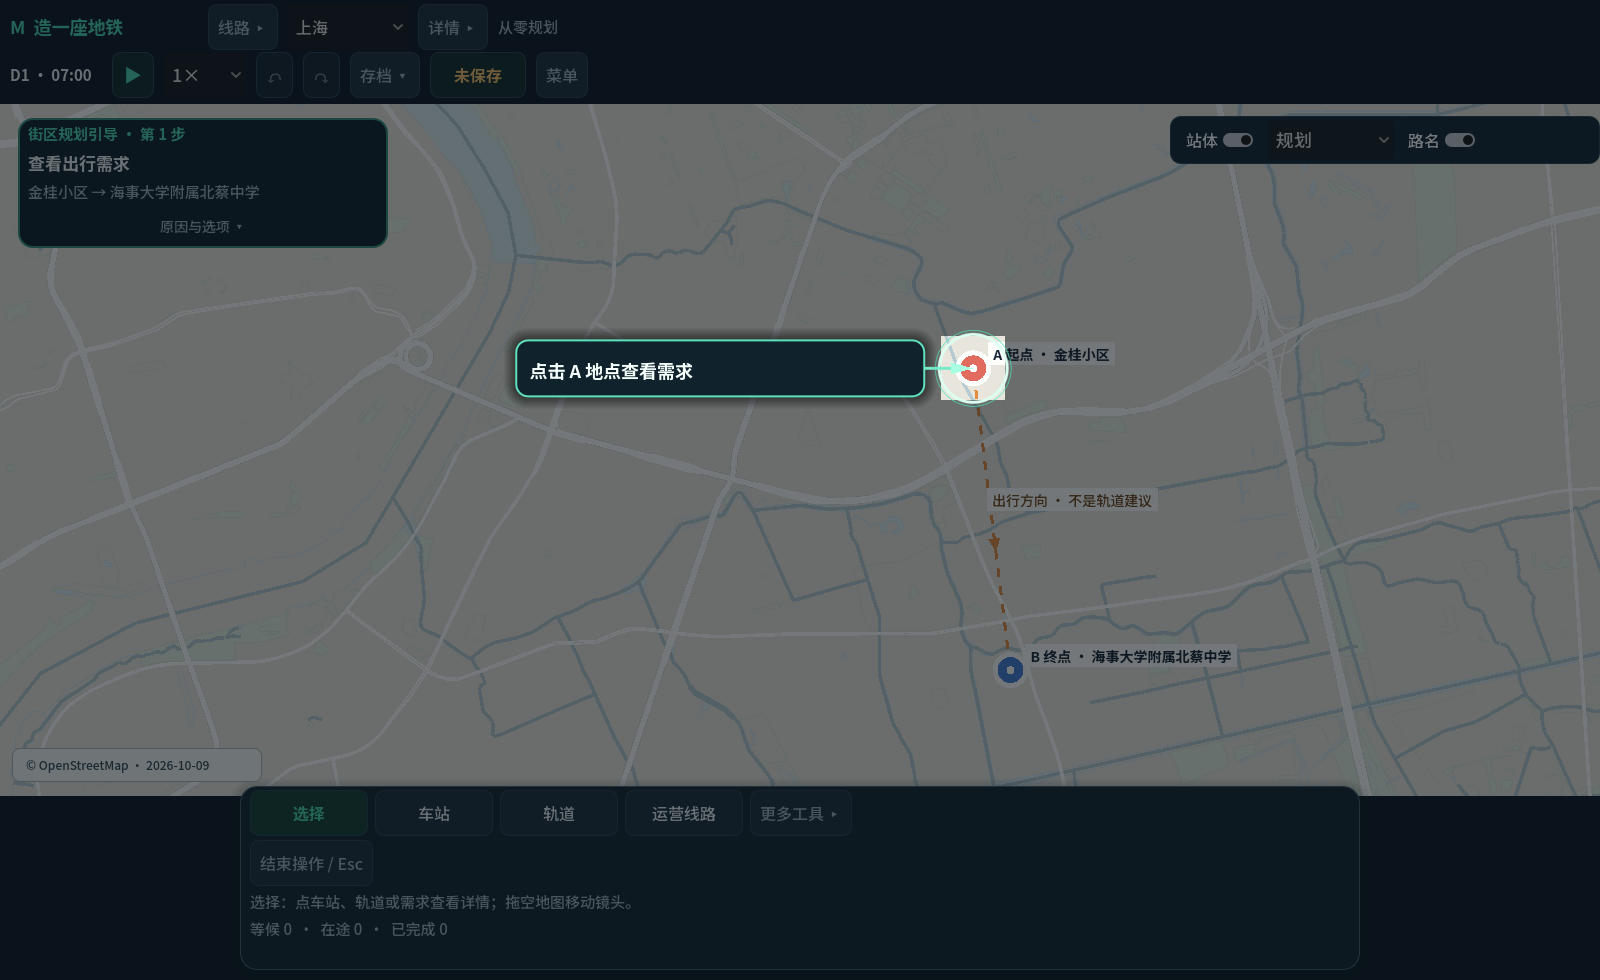 M 造一座地铁
线路 ▸
上海
详情 ▸
从零规划
D1 · 07:00
1×
存档 ▾
未保存
菜单
街区规划引导 · 第 1 步
查看出行需求
金桂小区 → 海事大学附属北蔡中学
原因与选项 ▾
站体
规划
路名
点击 A 地点查看需求
A 起点 · 金桂小区
出行方向 · 不是轨道建议
B 终点 · 海事大学附属北蔡中学
© OpenStreetMap · 2026-10-09
选择
车站
轨道
运营线路
更多工具 ▸
结束操作 / Esc
选择：点车站、轨道或需求查看详情；拖空地图移动镜头。
等候 0 · 在途 0 · 已完成 0